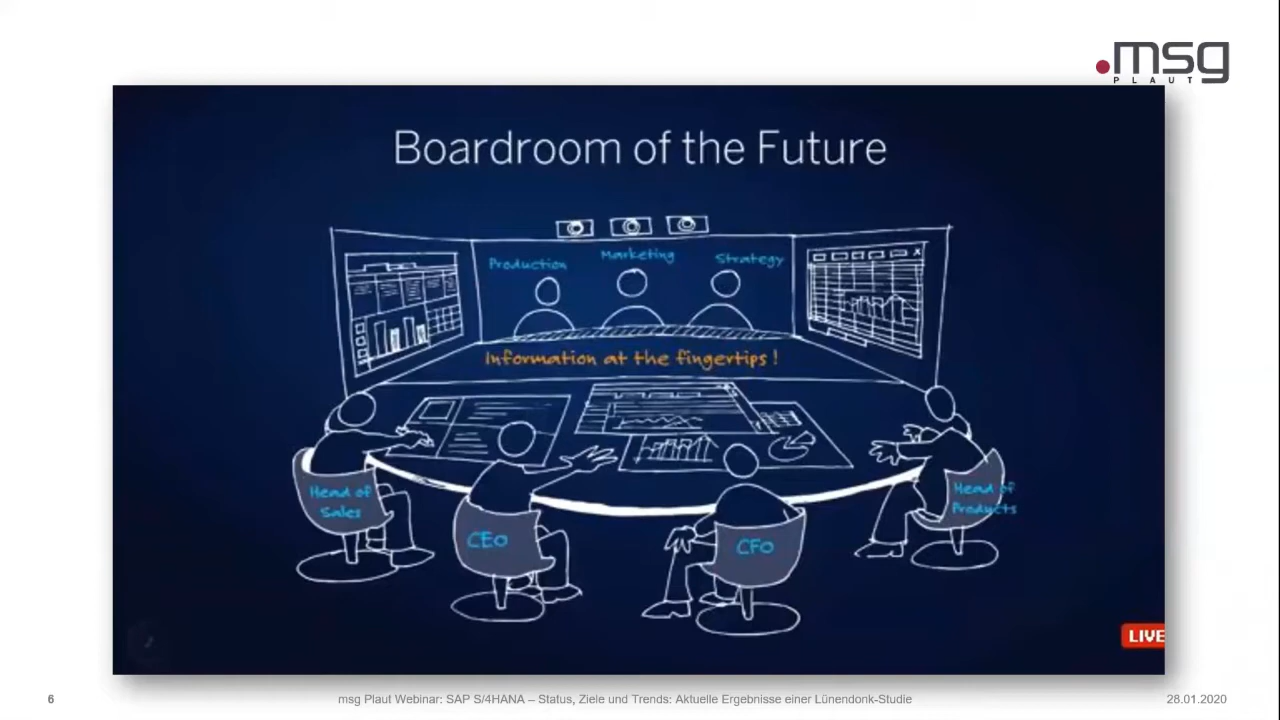 .msg
PLAUT
Boardroom of the Future
Production
Marketing
Strategy
Information at the fingertips !
Head of
Sales
CEO
CFO
Head of
Products
LIVE
6
msg Plaut Webinar: SAP S/4HANA – Status, Ziele und Trends: Aktuelle Ergebnisse einer Lünendonk-Studie
28.01.2020